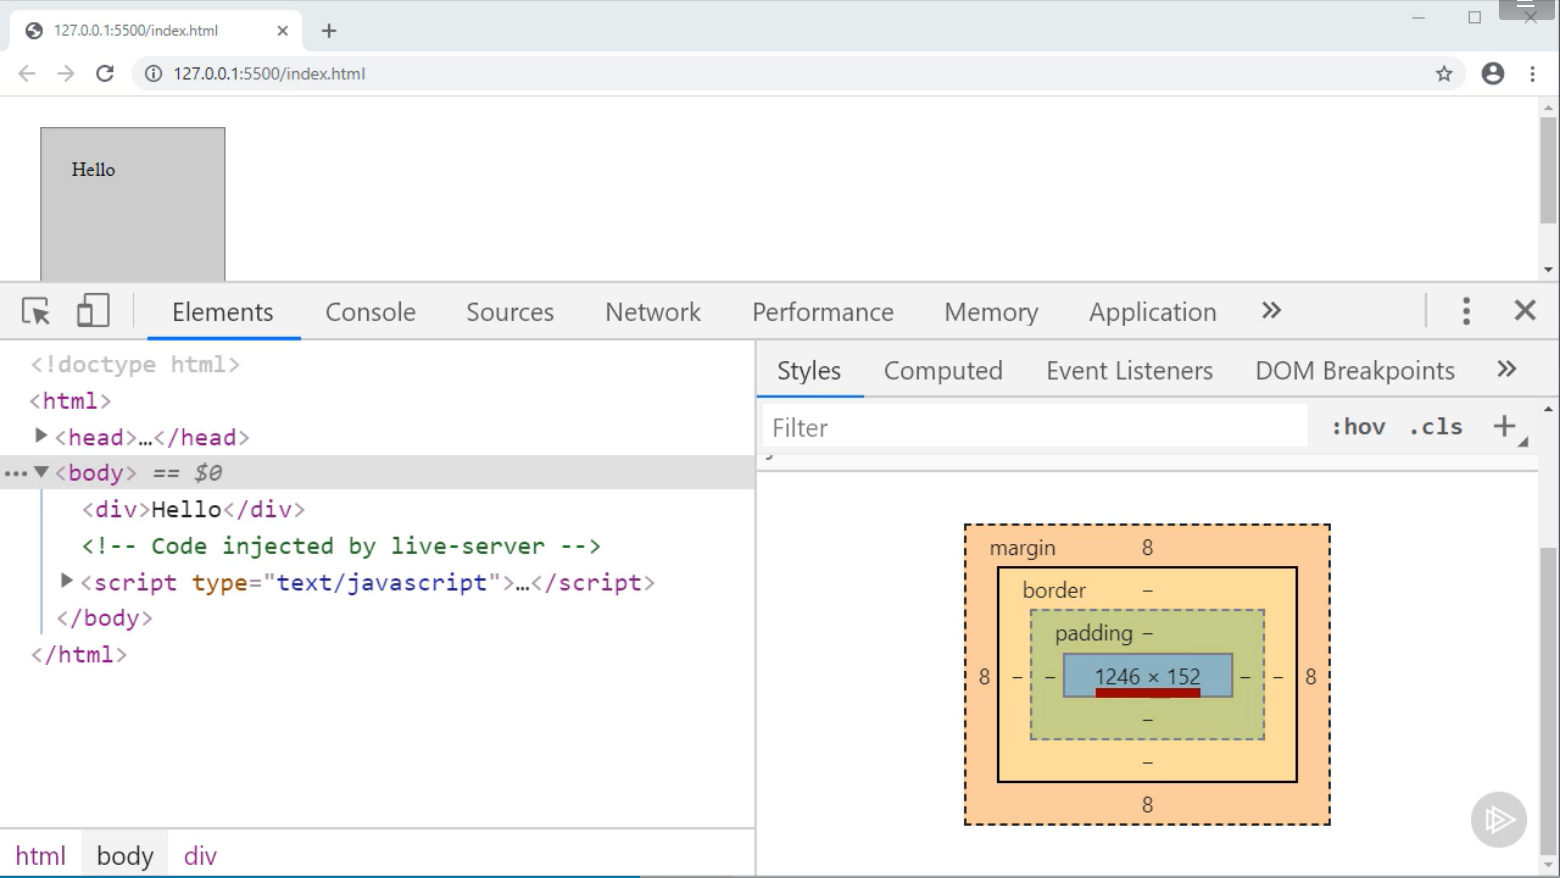 127.0.0.1:5500/index.html
127.0.0.1:5500/index.html
Hello
Elements Console Sources Network Performance Memory Application
<!doctype html>
<html>
<head>…</head>
<body> == $0
<div>Hello</div>
<!-- Code injected by live-server -->
<script type="text/javascript">…</script>
</body>
</html>
html body div
Styles Computed Event Listeners DOM Breakpoints
Filter :hov .cls
margin 8
border –
padding –
8 – – 1246 × 152 – – 8
–
–
8